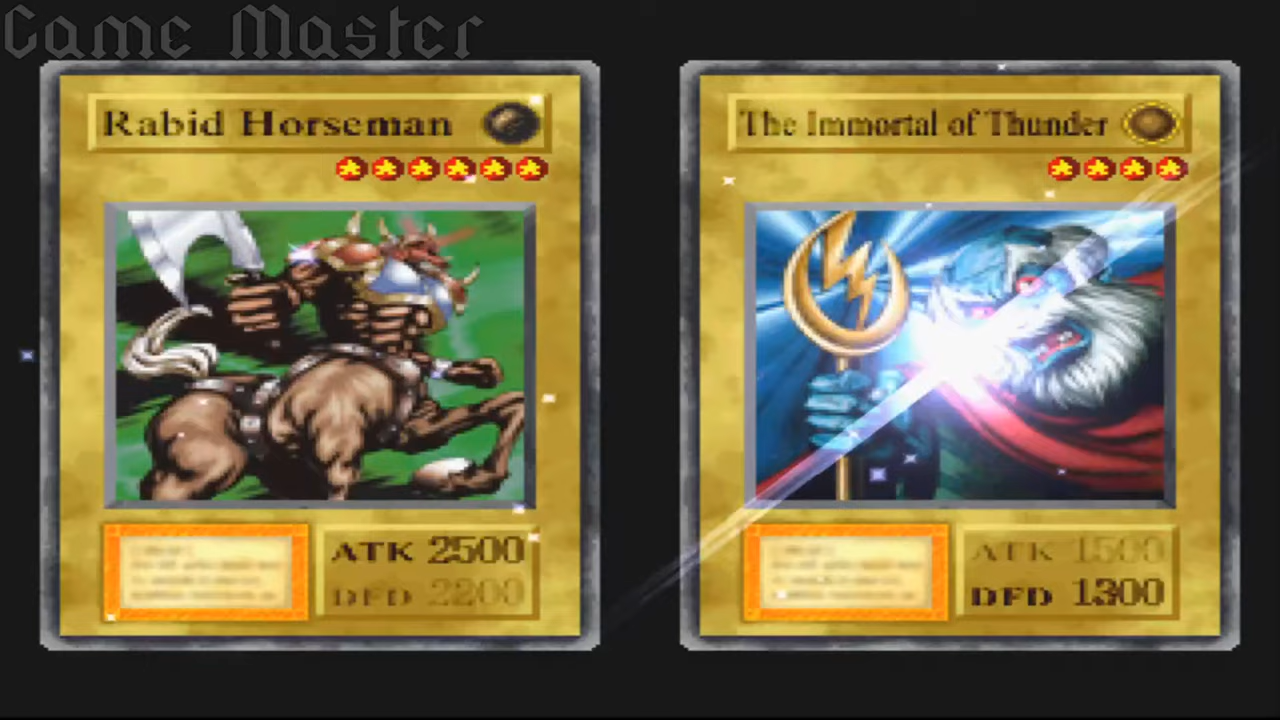 Game Master
Rabid Horseman
ATK 2500
DFD 2200
The Immortal of Thunder
ATK 1500
DFD 1300